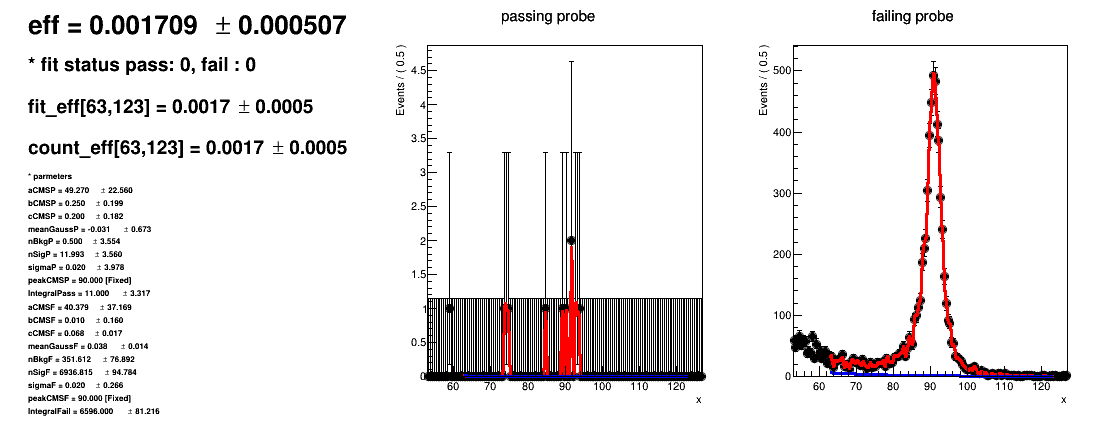 eff = 0.001709 ± 0.000507
* fit status pass: 0, fail : 0
fit_eff[63,123] = 0.0017 ± 0.0005
count_eff[63,123] = 0.0017 ± 0.0005
* parmeters
aCMSP = 49.270 ± 22.560
bCMSP = 0.250 ± 0.199
cCMSP = 0.200 ± 0.182
meanGaussP = -0.031 ± 0.673
nBkgP = 0.500 ± 3.554
nSigP = 11.993 ± 3.560
sigmaP = 0.020 ± 3.978
peakCMSP = 90.000 [Fixed]
IntegralPass = 11.000 ± 3.317
aCMSF = 40.379 ± 37.169
bCMSF = 0.010 ± 0.160
cCMSF = 0.068 ± 0.017
meanGaussF = 0.038 ± 0.014
nBkgF = 351.612 ± 76.892
nSigF = 6936.815 ± 94.784
sigmaF = 0.020 ± 0.266
peakCMSF = 90.000 [Fixed]
IntegralFail = 6596.000 ± 81.216
passing probe
Events / ( 0.5 )
4.5
4
3.5
3
2.5
2
1.5
1
0.5
0
60 70 80 90 100 110 120
x
failing probe
Events / ( 0.5 )
500
400
300
200
100
0
60 70 80 90 100 110 120
x